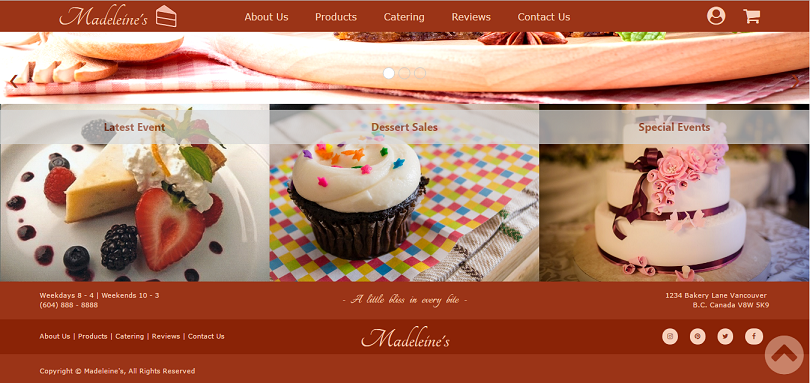 Madeleine's
About Us
Products
Catering
Reviews
Contact Us
Latest Event
Dessert Sales
Special Events
Weekdays 8 - 4 | Weekends 10 - 3
(604) 888 - 8888
- A little bless in every bite -
1234 Bakery Lane Vancouver
B.C. Canada V8W 5K9
About Us | Products | Catering | Reviews | Contact Us
Madeleine's
Copyright © Madeleine's, All Rights Reserved